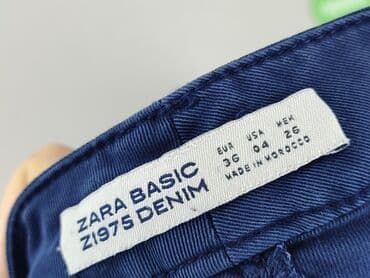 ZARA BASIC
Z1975 DENIM
EUR USA MEX
36 04 26
MADE IN MOROCCO